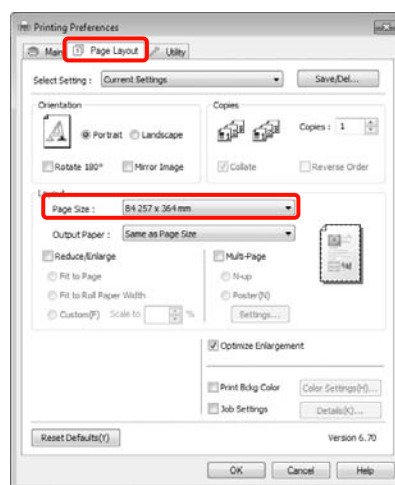 Printing Preferences
Main Page Layout Utility
Select Setting : Current Settings Save/Del...
Orientation Copies
Portrait Landscape Copies : 1
Rotate 180° Mirror Image Collate Reverse Order
Layout
Page Size : B4 257 x 364 mm
Output Paper : Same as Page Size
Reduce/Enlarge Multi-Page
Fit to Page N-up
Fit to Roll Paper Width Poster(N)
Custom(F) Scale to % Settings...
Optimize Enlargement
Print Bckg Color Color Settings(H)...
Job Settings Details(K)...
Reset Defaults(Y) Version 6.70
OK Cancel Help